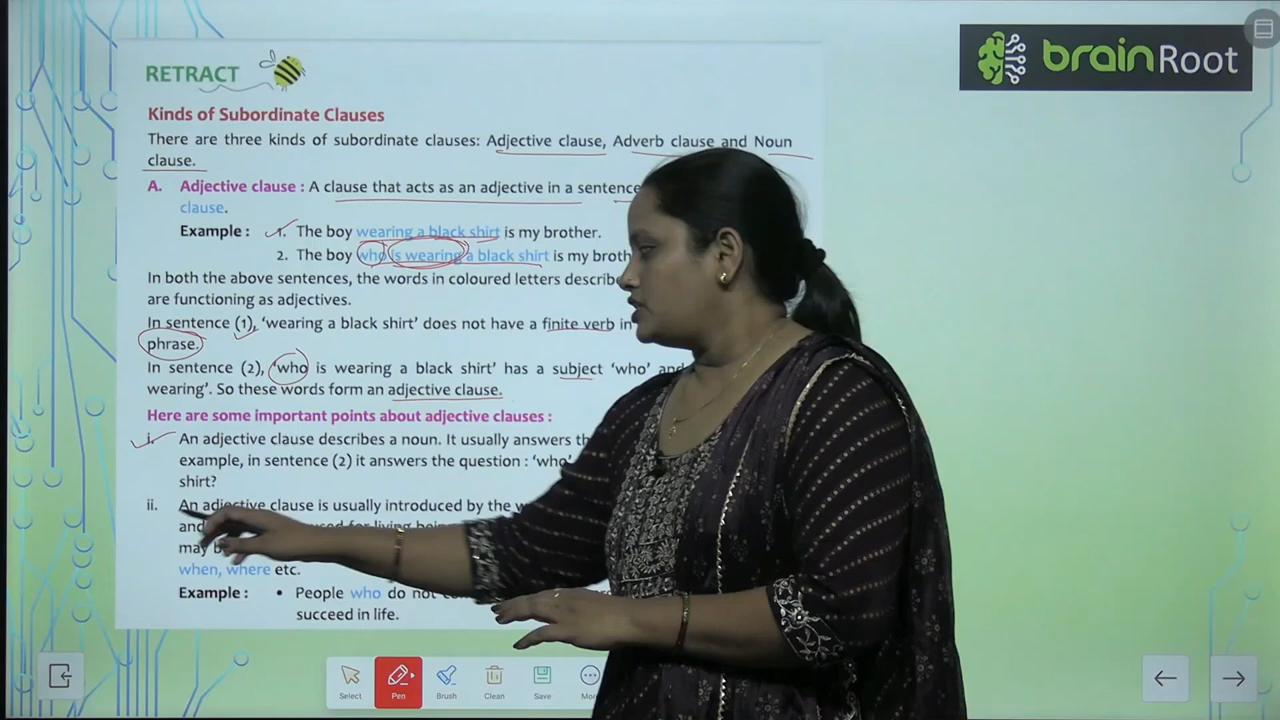 brainRoot
RETRACT
Kinds of Subordinate Clauses
There are three kinds of subordinate clauses: Adjective clause, Adverb clause and Noun
clause.
A. Adjective clause : A clause that acts as an adjective in a sentence
clause.
Example : 1. The boy wearing a black shirt is my brother.
2. The boy who is wearing a black shirt is my
In both the above sentences, the words in coloured letters
are functioning as adjectives.
In sentence (1), ‘wearing a black shirt’ does not have a finite verb in
phrase.
In sentence (2), ‘who is wearing a black shirt’ has a subject ‘who’ and
wearing’. So these words form an adjective clause.
Here are some important points about adjective clauses :
i. An adjective clause describes a noun. It usually answers
example, in sentence (2) it answers the question : ‘who’
shirt?
ii. An adjective clause is usually introduced by the
for living
may
when, where etc.
Example : • People who do not
succeed in life.
Select Pen Brush Clean Save More